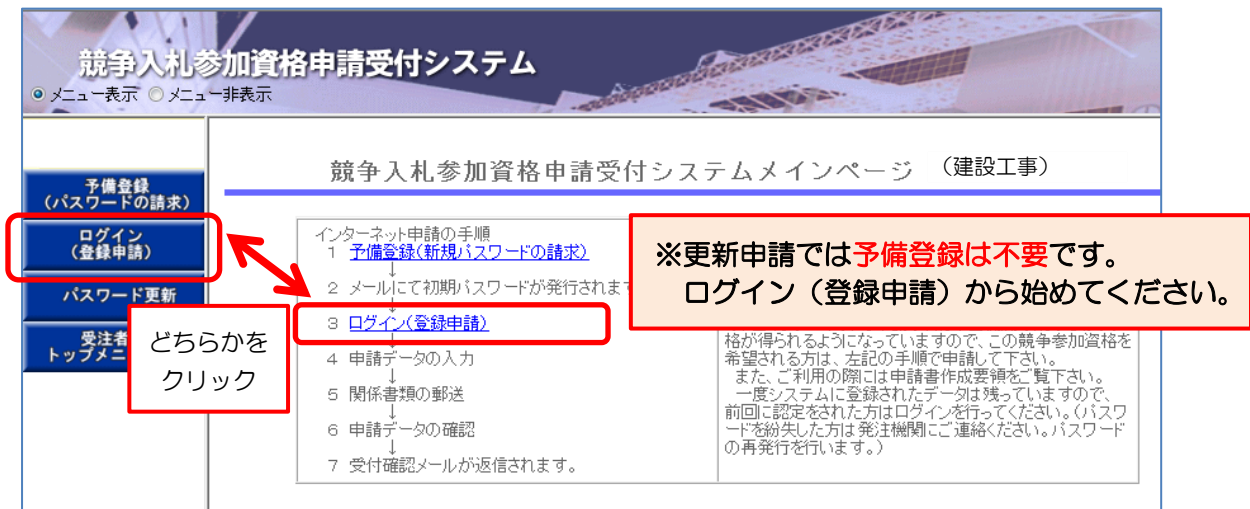 競争入札参加資格申請受付システム
メニュー表示 メニュー非表示
予備登録
(パスワードの請求)
ログイン
(登録申請)
パスワード更新
受注者
トップメニ
どちらかを
クリック
競争入札参加資格申請受付システムメインページ (建設工事)
インターネット申請の手順
1 予備登録(新規パスワードの請求)
↓
2 メールにて初期パスワードが発行されます
3 ログイン(登録申請)
↓
4 申請データの入力
↓
5 関係書類の郵送
↓
6 申請データの確認
↓
7 受付確認メールが返信されます。
※更新申請では予備登録は不要です。
ログイン(登録申請)から始めてください。
格が得られるようになっていますので、この競争参加資格を
希望される方は、左記の手順で申請して下さい。
また、ご利用の際には申請書作成要領をご覧下さい。
一度システムに登録されたデータは残っていますので、
前回に認定をされた方はログインを行ってください。(パスワ
ードを紛失した方は発注機関にご連絡ください。パスワード
の再発行を行います。)